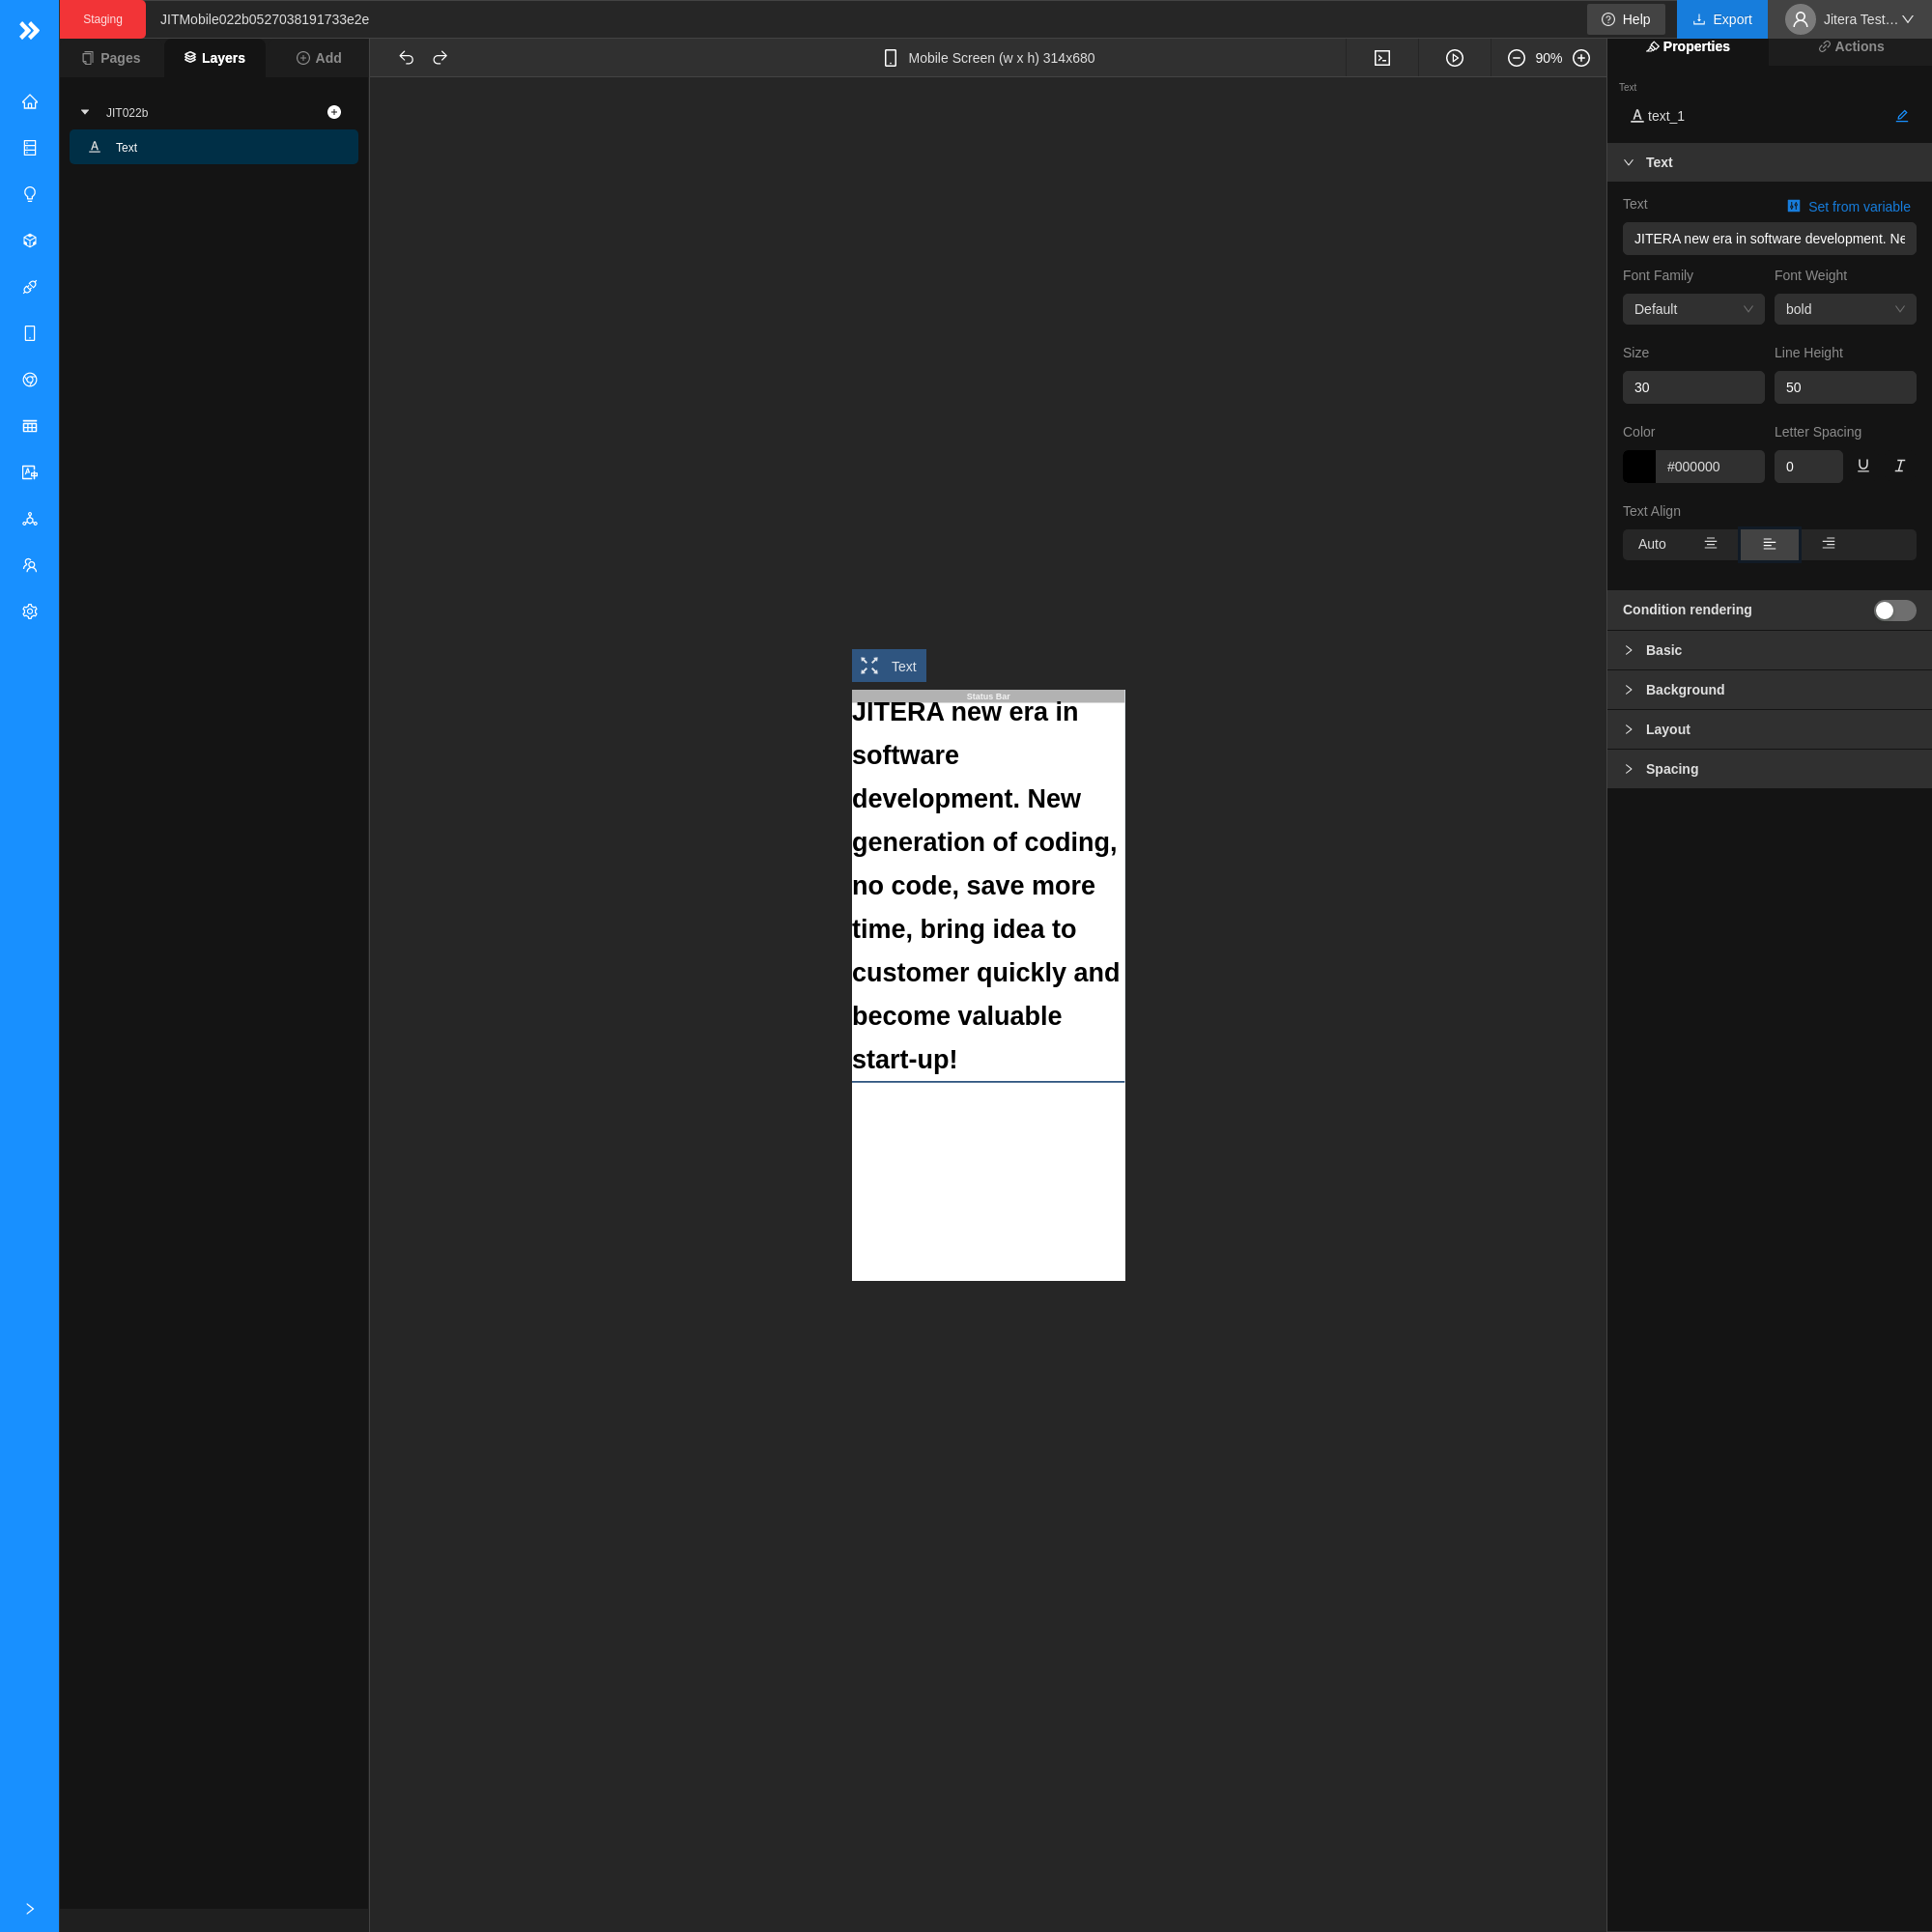 Staging
JITMobile022b0527038191733e2e
Help
Export
Jitera Test…
Pages
Layers
Add
Mobile Screen (w x h) 314x680
90%
Properties
Actions
JIT022b
Text
Text
A text_1
Text
Text
Set from variable
JITERA new era in software development. Ne
Font Family
Font Weight
Default
bold
Size
Line Height
30
50
Color
Letter Spacing
#000000
0
Text Align
Auto
Condition rendering
Basic
Background
Layout
Spacing
Text
Status Bar
JITERA new era in
software
development. New
generation of coding,
no code, save more
time, bring idea to
customer quickly and
become valuable
start-up!